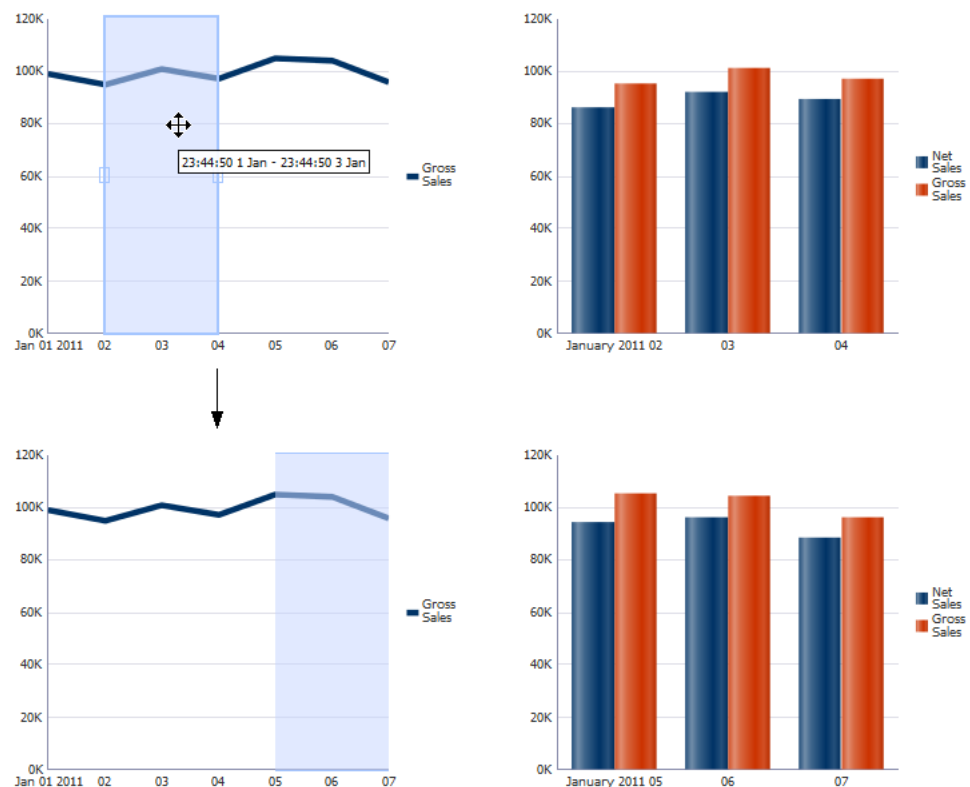 120K
100K
80K
60K
40K
20K
0K
Jan 01 2011 02 03 04 05 06 07
23:44:50 1 Jan - 23:44:50 3 Jan
Gross
Sales
120K
100K
80K
60K
40K
20K
0K
January 2011 02 03 04
Net
Sales
Gross
Sales
120K
100K
80K
60K
40K
20K
0K
Jan 01 2011 02 03 04 05 06 07
Gross
Sales
120K
100K
80K
60K
40K
20K
0K
January 2011 05 06 07
Net
Sales
Gross
Sales